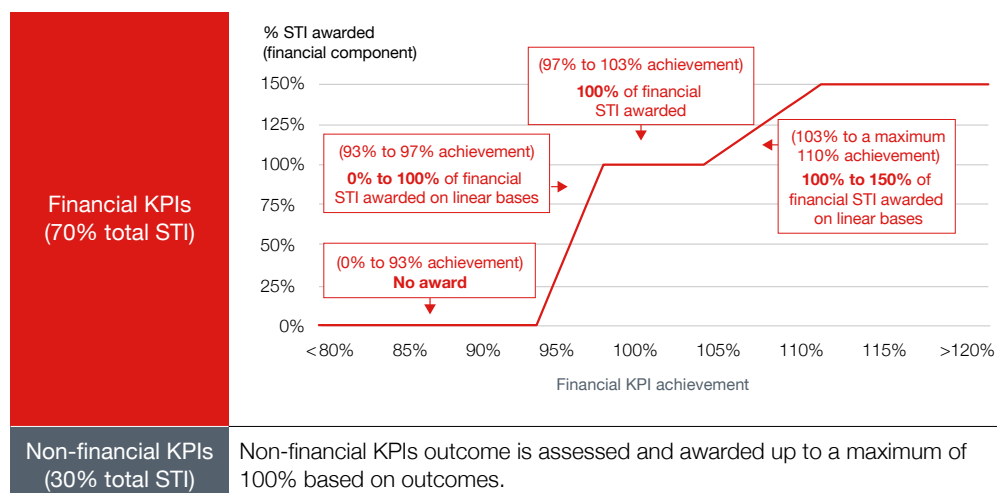 Financial KPIs
(70% total STI)
% STI awarded
(financial component)
150%
125%
100%
75%
50%
25%
0%
(97% to 103% achievement)
100% of financial
STI awarded
(93% to 97% achievement)
0% to 100% of financial
STI awarded on linear bases
(103% to a maximum
110% achievement)
100% to 150% of
financial STI awarded
on linear bases
(0% to 93% achievement)
No award
<80% 85% 90% 95% 100% 105% 110% 115% >120%
Financial KPI achievement
Non-financial KPIs
(30% total STI)
Non-financial KPIs outcome is assessed and awarded up to a maximum of
100% based on outcomes.